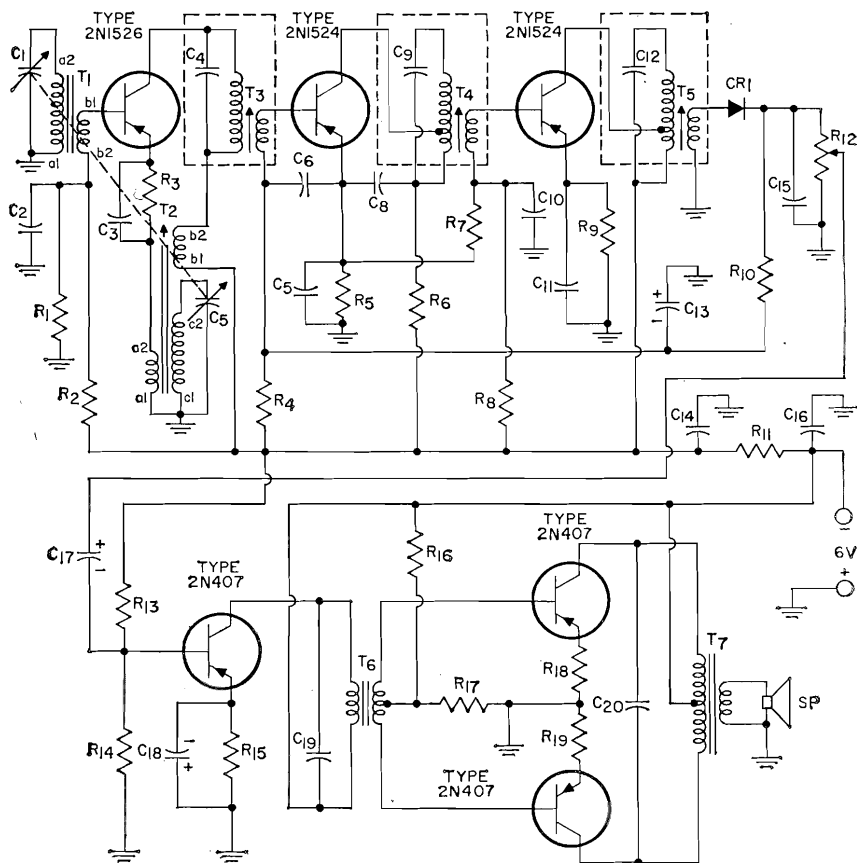 TYPE
2N1526
TYPE
2N1524
TYPE
2N1524
C1
a2
T1
b1
a1
b2
C4
T3
C9
T4
C12
T5
CR1
R12
C2
R3
C3
T2
b2
b1
C6
C8
C10
C15
R7
R9
R10
R1
a2
c2
C5
C5
R5
R6
C11
+
-
C13
R2
a1
c1
R4
R8
C14
R11
C16
C17
+
-
TYPE
2N407
R16
TYPE
2N407
-
6V
+
R13
T6
R17
R18
C20
T7
SP
R14
C18
-
+
R15
C19
R19
TYPE
2N407